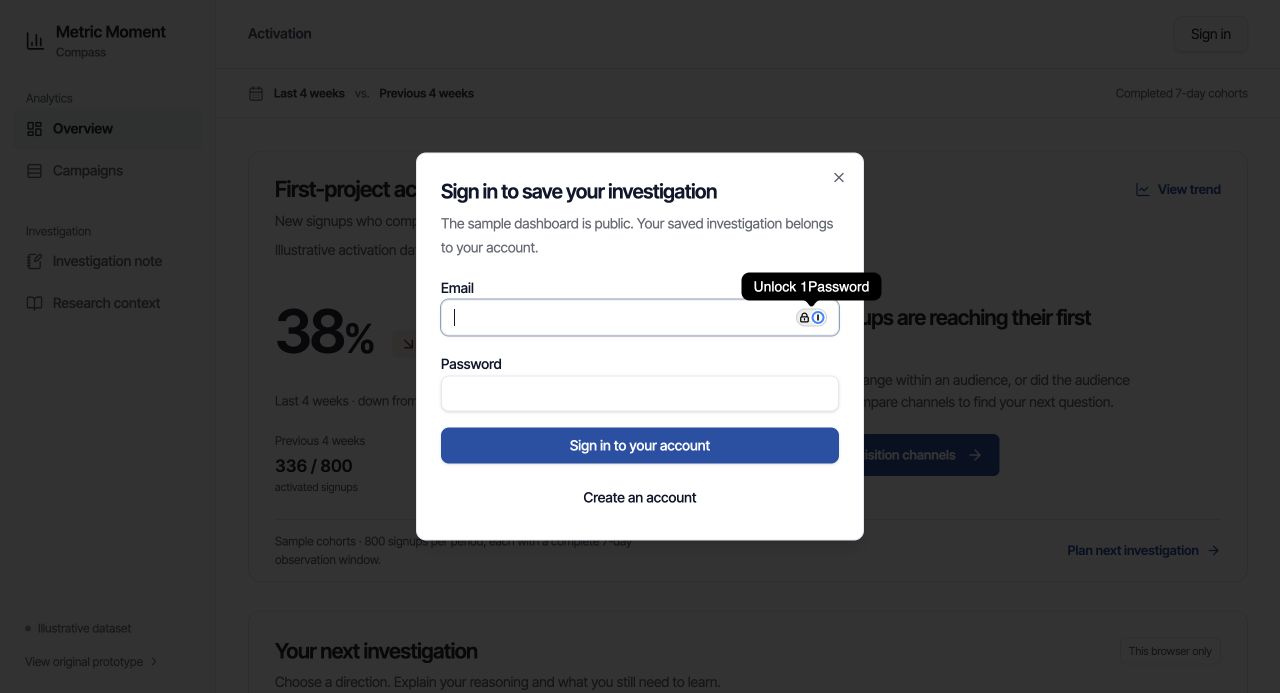 Metric Moment
Compass
Activation
Sign in
Analytics
Last 4 weeks vs. Previous 4 weeks
Completed 7-day cohorts
Overview
Campaigns
Investigation
Investigation note
Research context
First-project ac
View trend
New signups who comp
Illustrative activation da
38%
ups are reaching their first
ange within an audience, or did the audience
npare channels to find your next question.
Last 4 weeks · down from
Previous 4 weeks
336 / 800
activated signups
isition channels
Sample cohorts · 800 signups per period, each with a complete 7-day
observation window.
Plan next investigation
Sign in to save your investigation
The sample dashboard is public. Your saved investigation belongs
to your account.
Email
Unlock 1Password
Password
Sign in to your account
Create an account
Illustrative dataset
View original prototype
Your next investigation
This browser only
Choose a direction. Explain your reasoning and what you still need to learn.